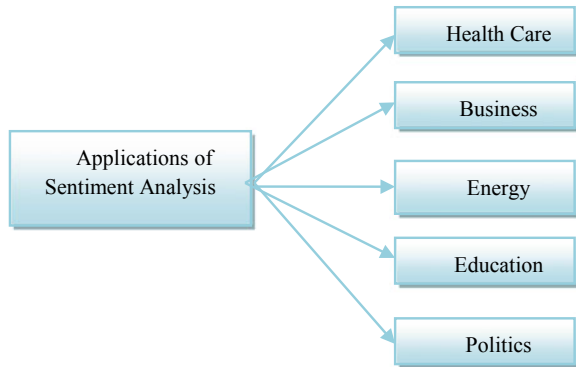 Health Care
Business
Applications of
Sentiment Analysis
Energy
Education
Politics